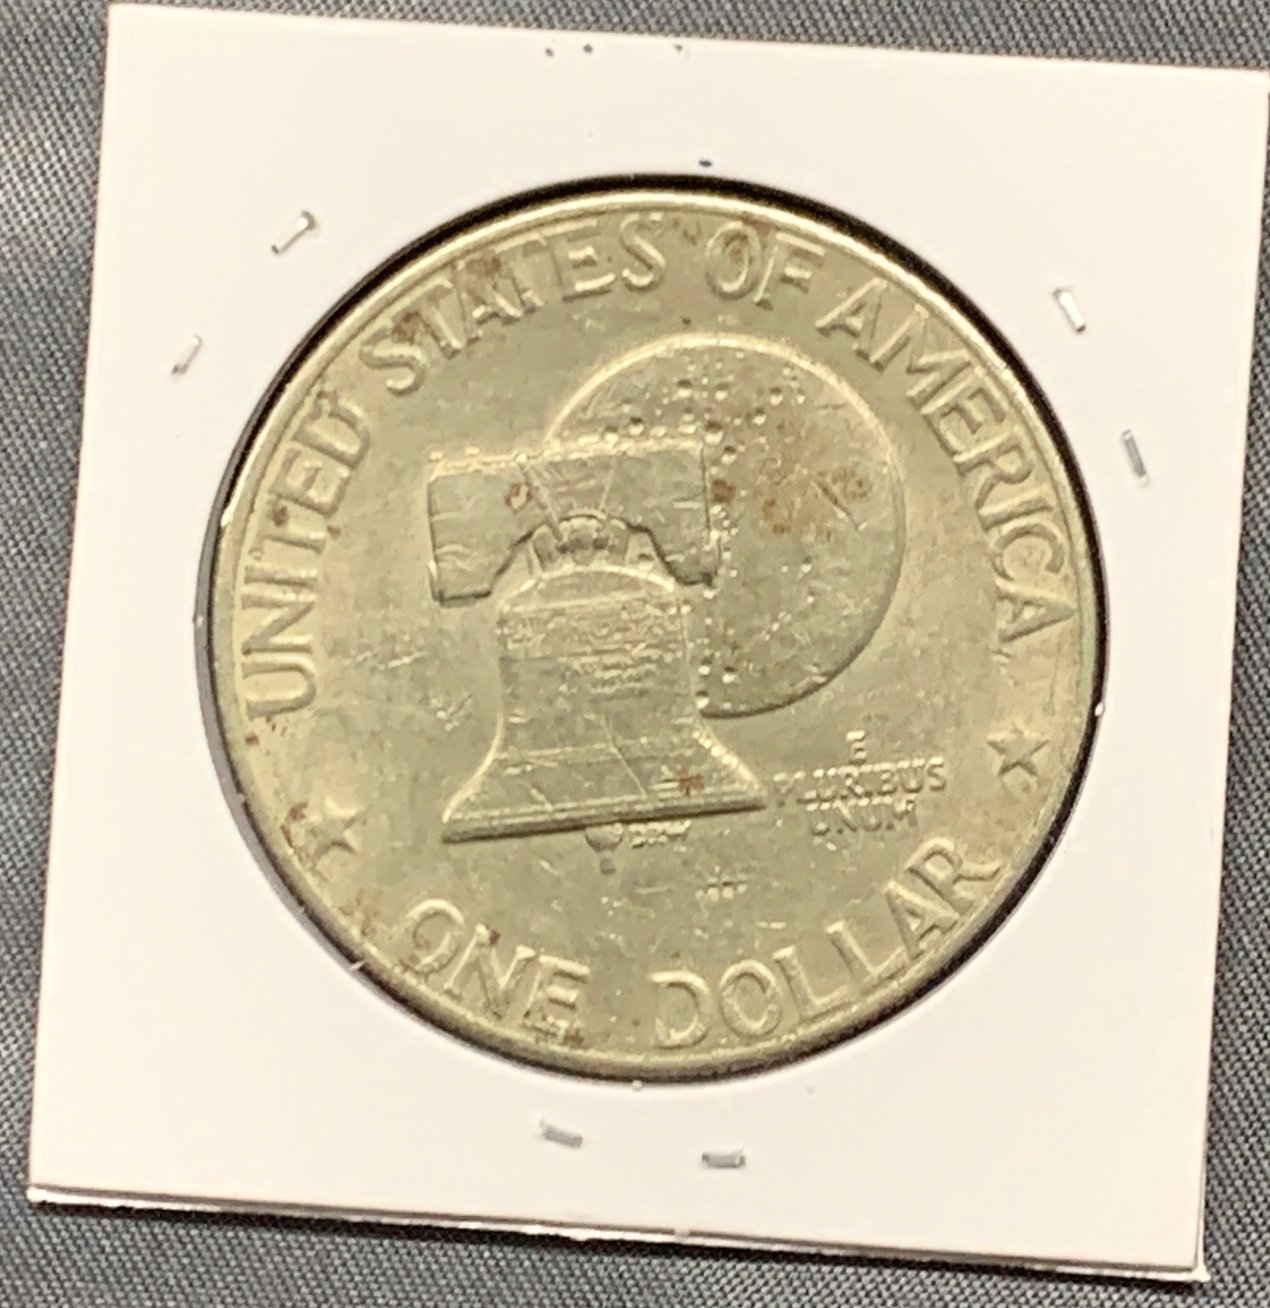 UNITED STATES OF AMERICA
E
PLURIBUS
UNUM
ONE DOLLAR